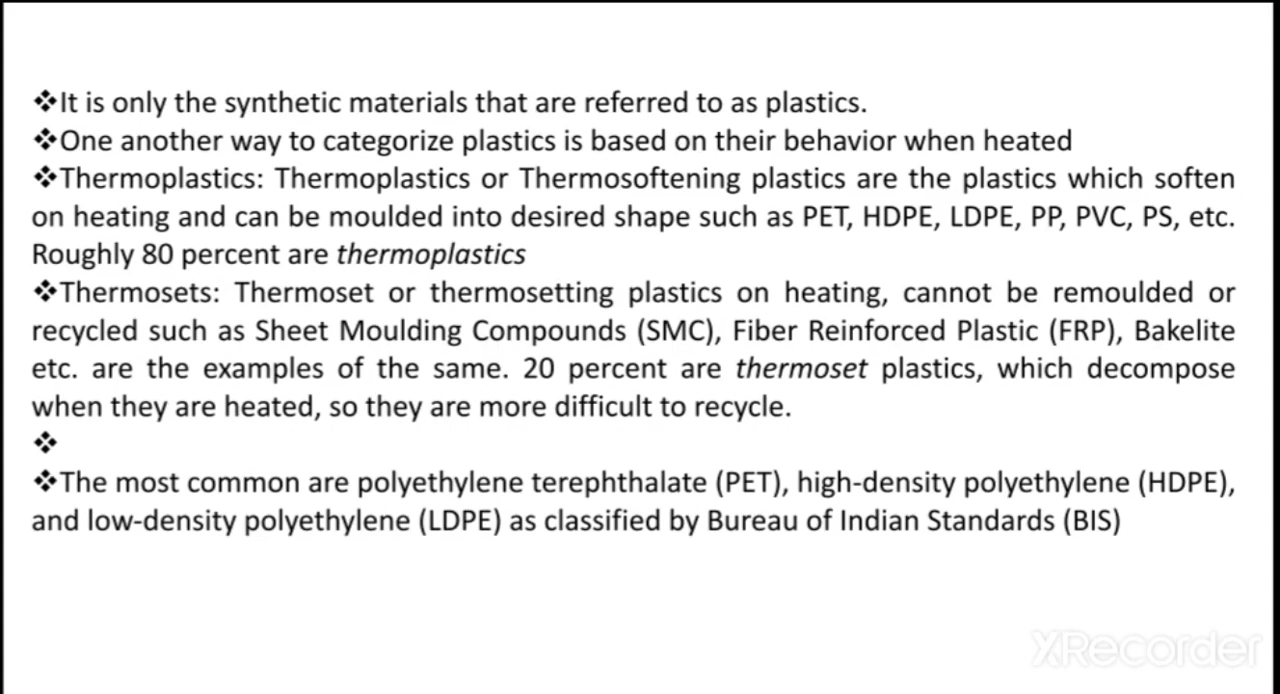 ❖It is only the synthetic materials that are referred to as plastics.
❖One another way to categorize plastics is based on their behavior when heated
❖Thermoplastics: Thermoplastics or Thermosoftening plastics are the plastics which soften
on heating and can be moulded into desired shape such as PET, HDPE, LDPE, PP, PVC, PS, etc.
Roughly 80 percent are thermoplastics
❖Thermosets: Thermoset or thermosetting plastics on heating, cannot be remoulded or
recycled such as Sheet Moulding Compounds (SMC), Fiber Reinforced Plastic (FRP), Bakelite
etc. are the examples of the same. 20 percent are thermoset plastics, which decompose
when they are heated, so they are more difficult to recycle.
❖
❖The most common are polyethylene terephthalate (PET), high-density polyethylene (HDPE),
and low-density polyethylene (LDPE) as classified by Bureau of Indian Standards (BIS)
XRecorder